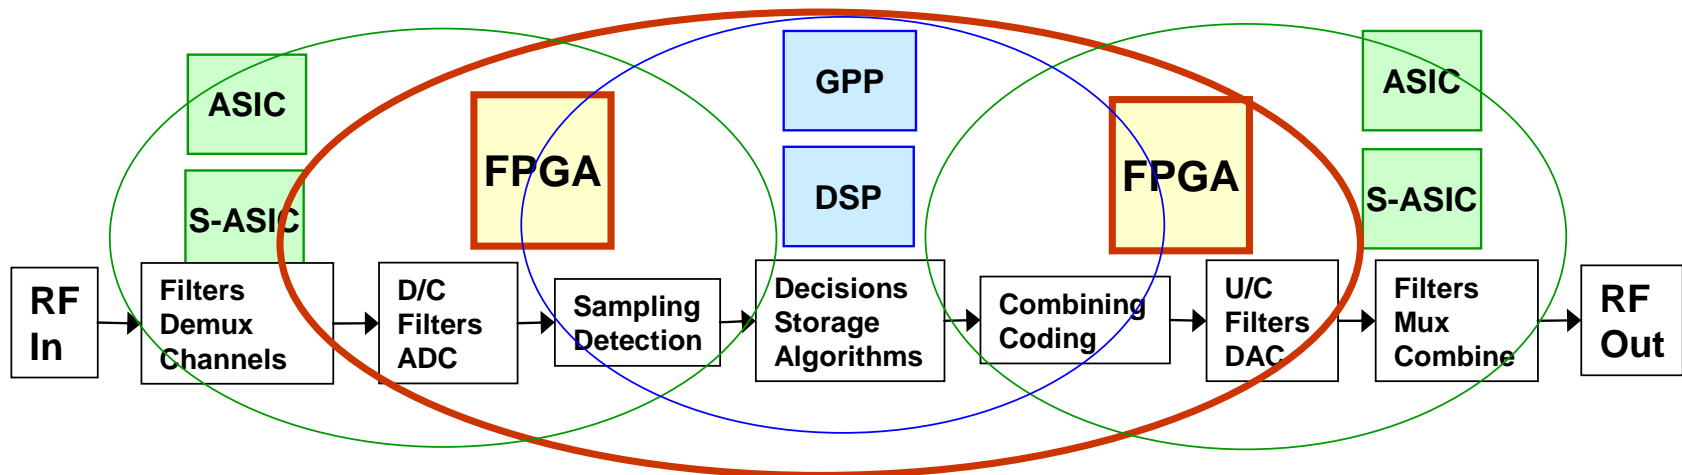 ASIC
S-ASIC
FPGA
GPP
DSP
FPGA
ASIC
S-ASIC
RF
In
Filters
Demux
Channels
D/C
Filters
ADC
Sampling
Detection
Decisions
Storage
Algorithms
Combining
Coding
U/C
Filters
DAC
Filters
Mux
Combine
RF
Out